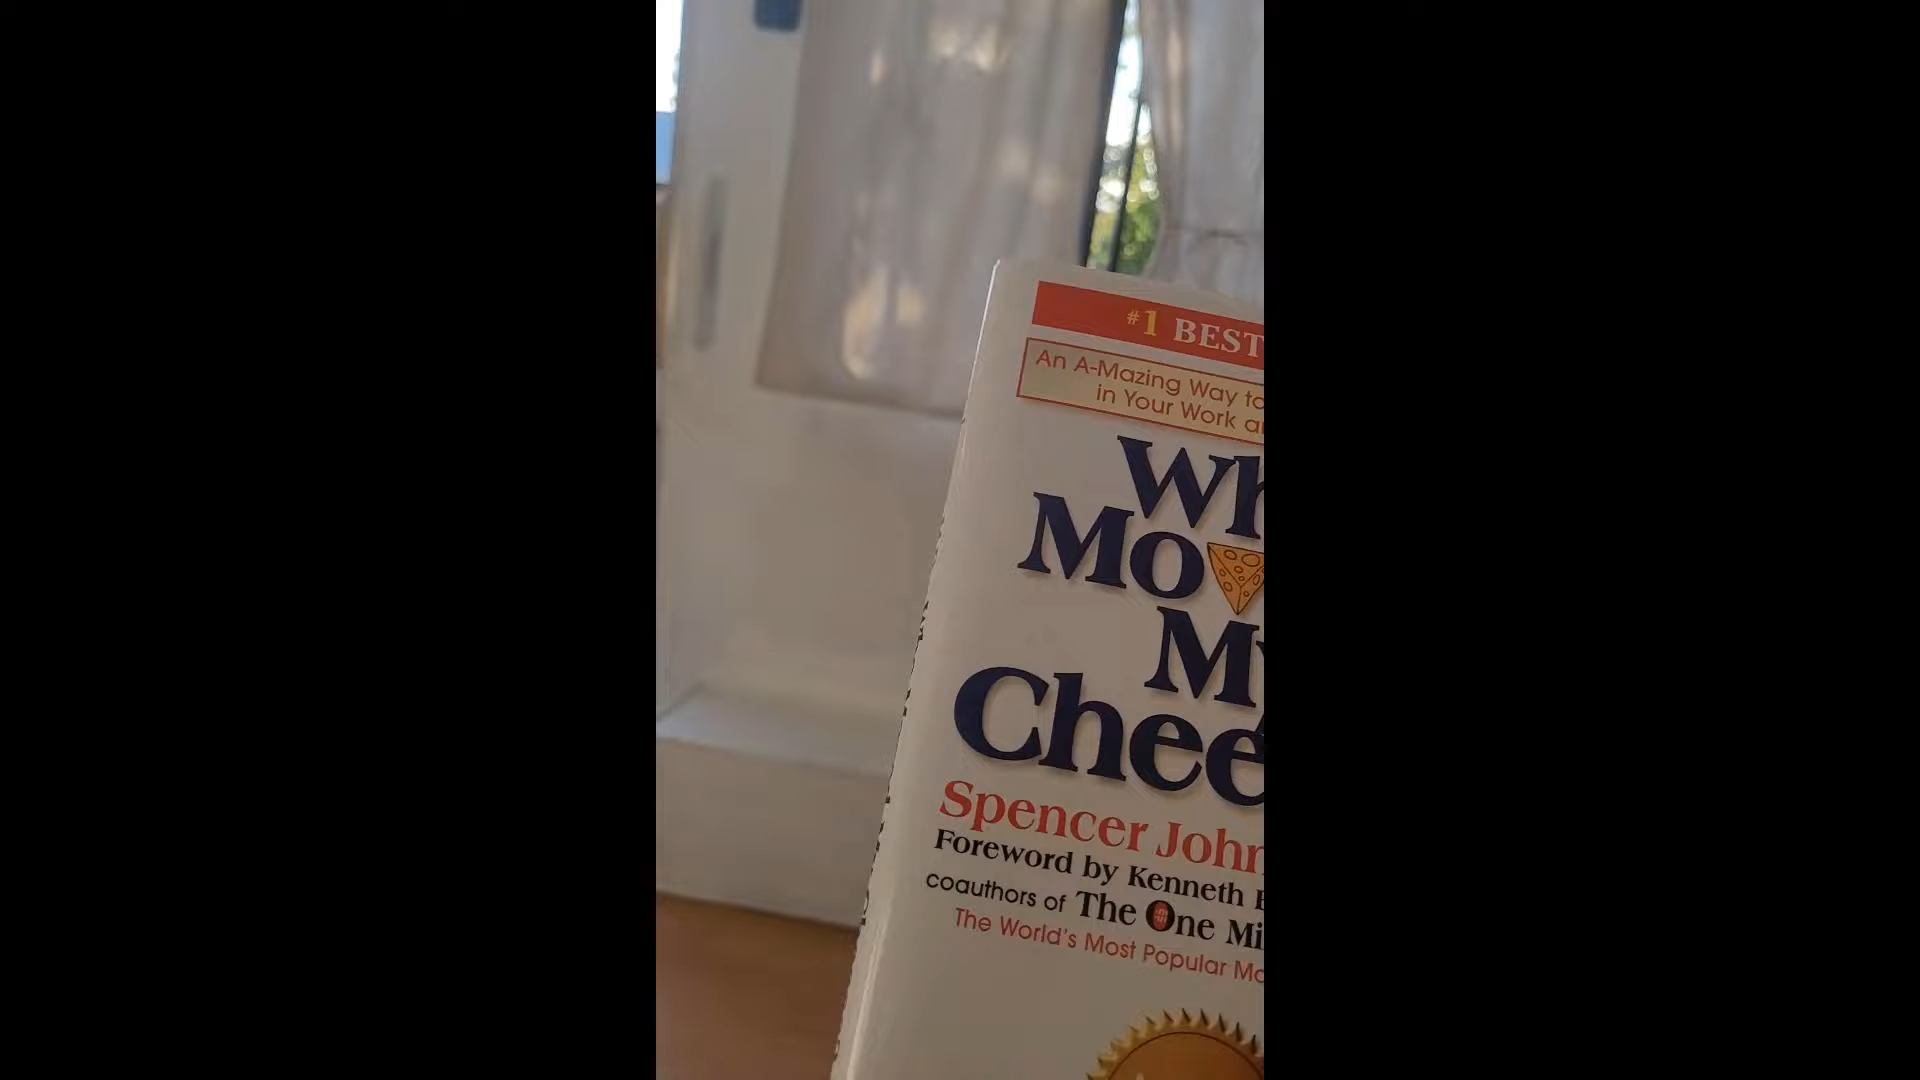 #1 BEST
An A-Mazing Way to
in Your Work a
Wh
Mo
My
Chee
Spencer John
Foreword by Kenneth B
coauthors of The One Mi
The World's Most Popular Ma